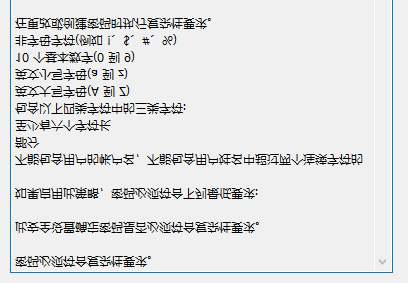 密码必须符合复杂性要求。
此安全设置确定密码是否必须符合复杂性要求。
如果启用此策略，密码必须符合下列最低要求:
不能包含用户的帐户名，不能包含用户姓名中超过两个连续字符的
部分
至少有六个字符长
包含以下四类字符中的三类字符:
英文大写字母(A 到 Z)
英文小写字母(a 到 z)
10 个基本数字(0 到 9)
非字母字符(例如 !、$、#、%)
在更改或创建密码时执行复杂性要求。